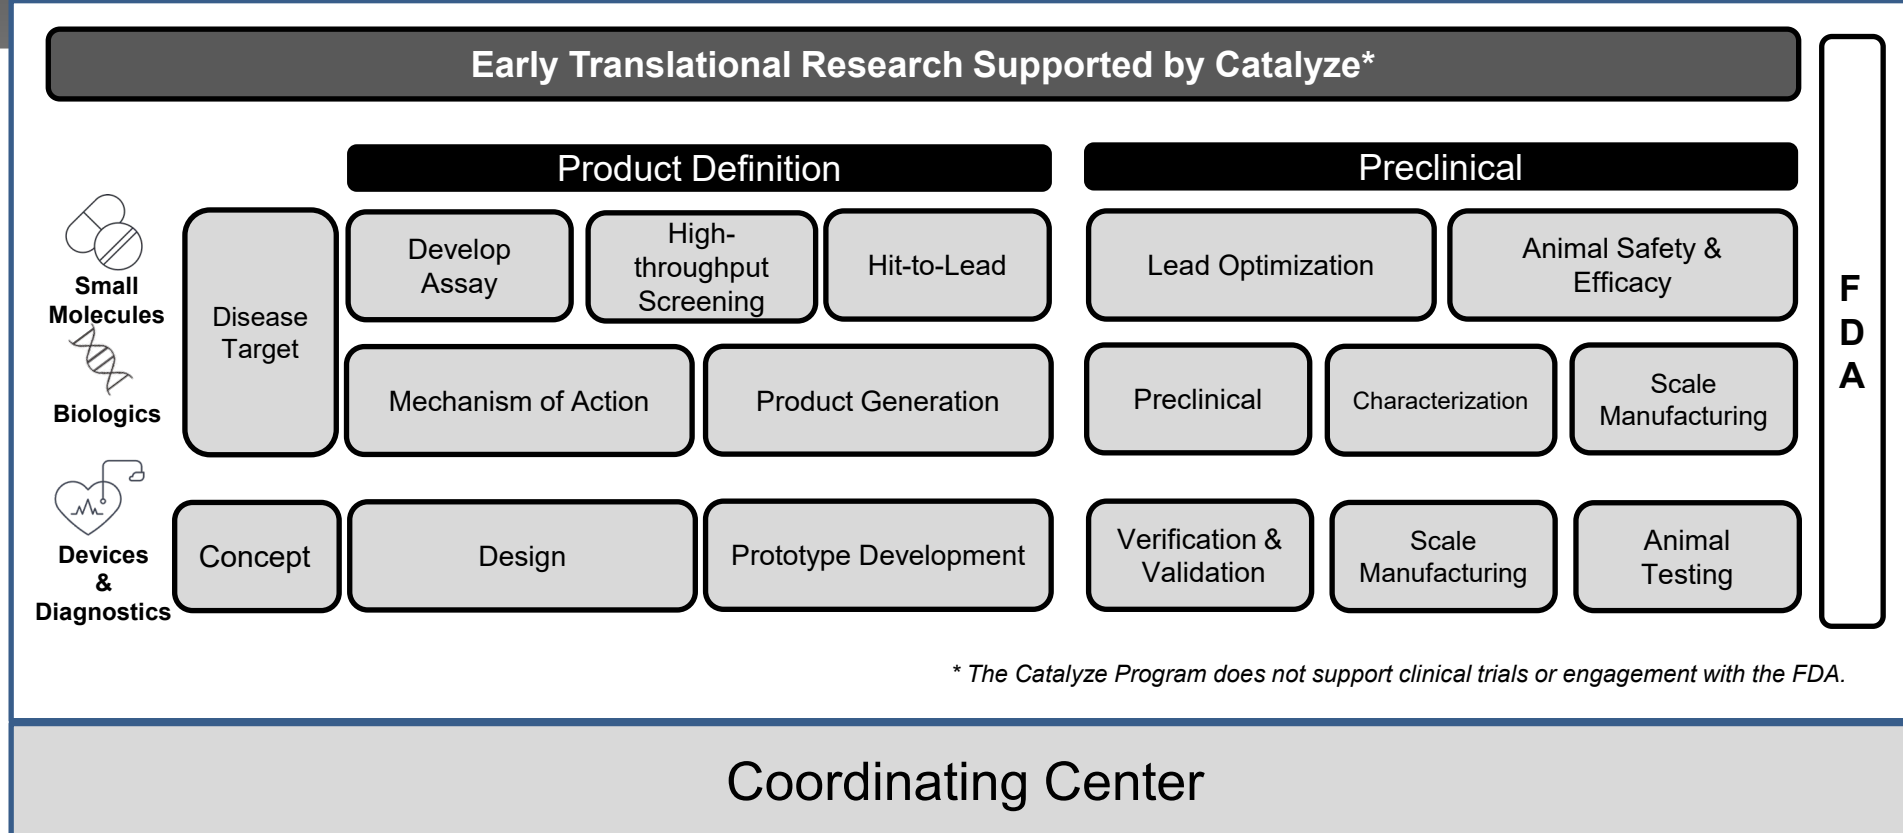 Early Translational Research Supported by Catalyze*
Product Definition
Preclinical
Small
Molecules
Disease
Target
Develop
Assay
High-
throughput
Screening
Hit-to-Lead
Lead Optimization
Animal Safety &
Efficacy
Biologics
Mechanism of Action
Product Generation
Preclinical
Characterization
Scale
Manufacturing
Devices
&
Diagnostics
Concept
Design
Prototype Development
Verification &
Validation
Scale
Manufacturing
Animal
Testing
F
D
A
* The Catalyze Program does not support clinical trials or engagement with the FDA.
Coordinating Center